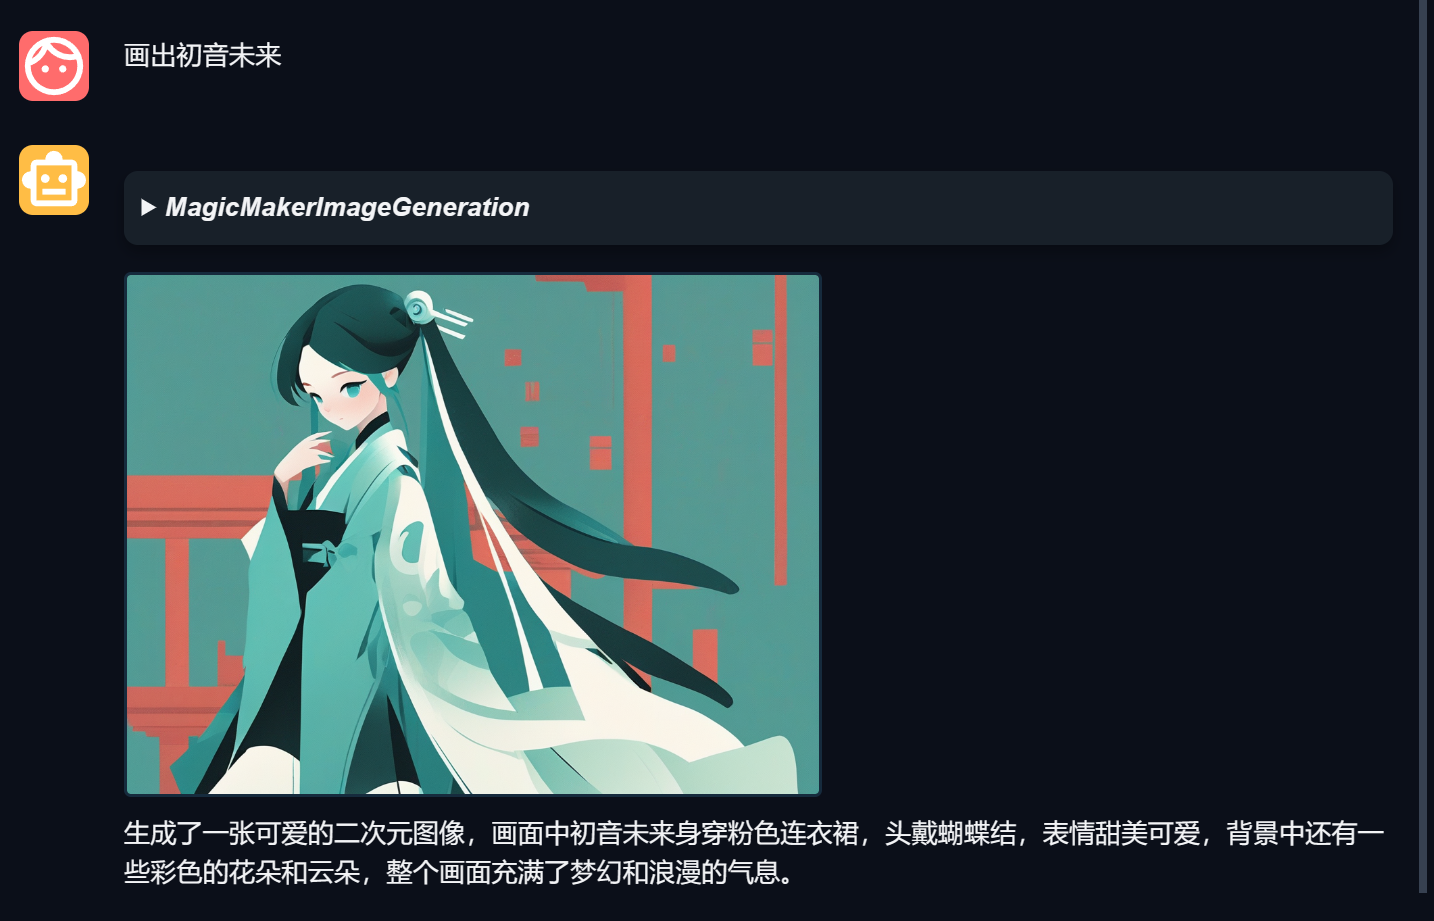 画出初音未来
MagicMakerImageGeneration
生成了一张可爱的二次元图像，画面中初音未来身穿粉色连衣裙，头戴蝴蝶结，表情甜美可爱，背景中还有一
些彩色的花朵和云朵，整个画面充满了梦幻和浪漫的气息。